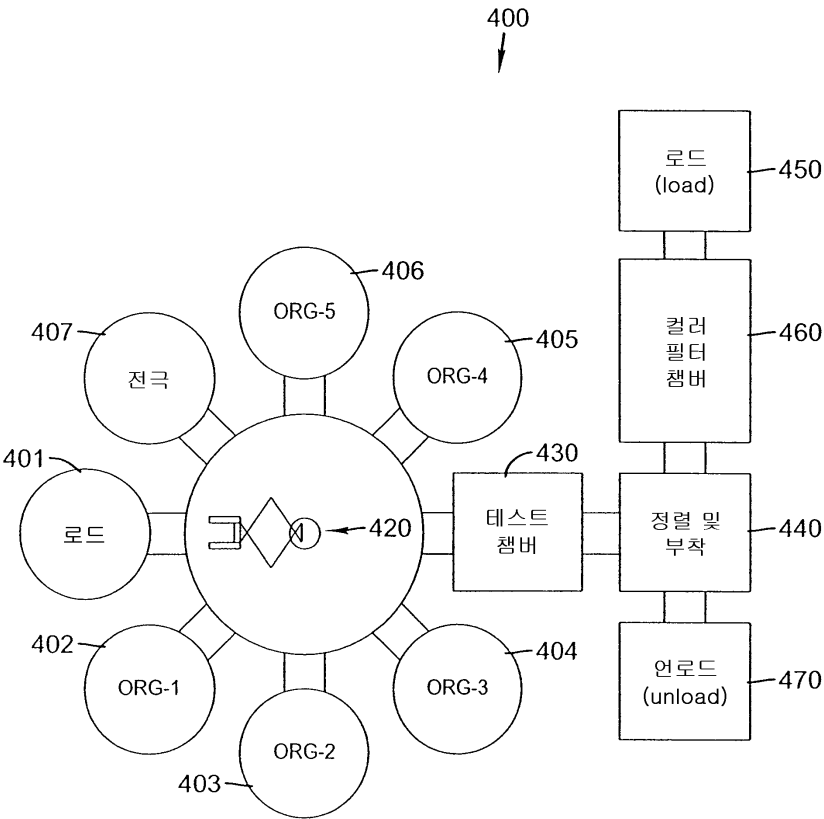 400
로드
(load)
450
406
ORG-5
407
전극
405
ORG-4
컬러
필터
챔버
460
401
로드
420
430
테스트
챔버
정렬 및
부착
440
402
ORG-1
404
ORG-3
언로드
(unload)
470
ORG-2
403